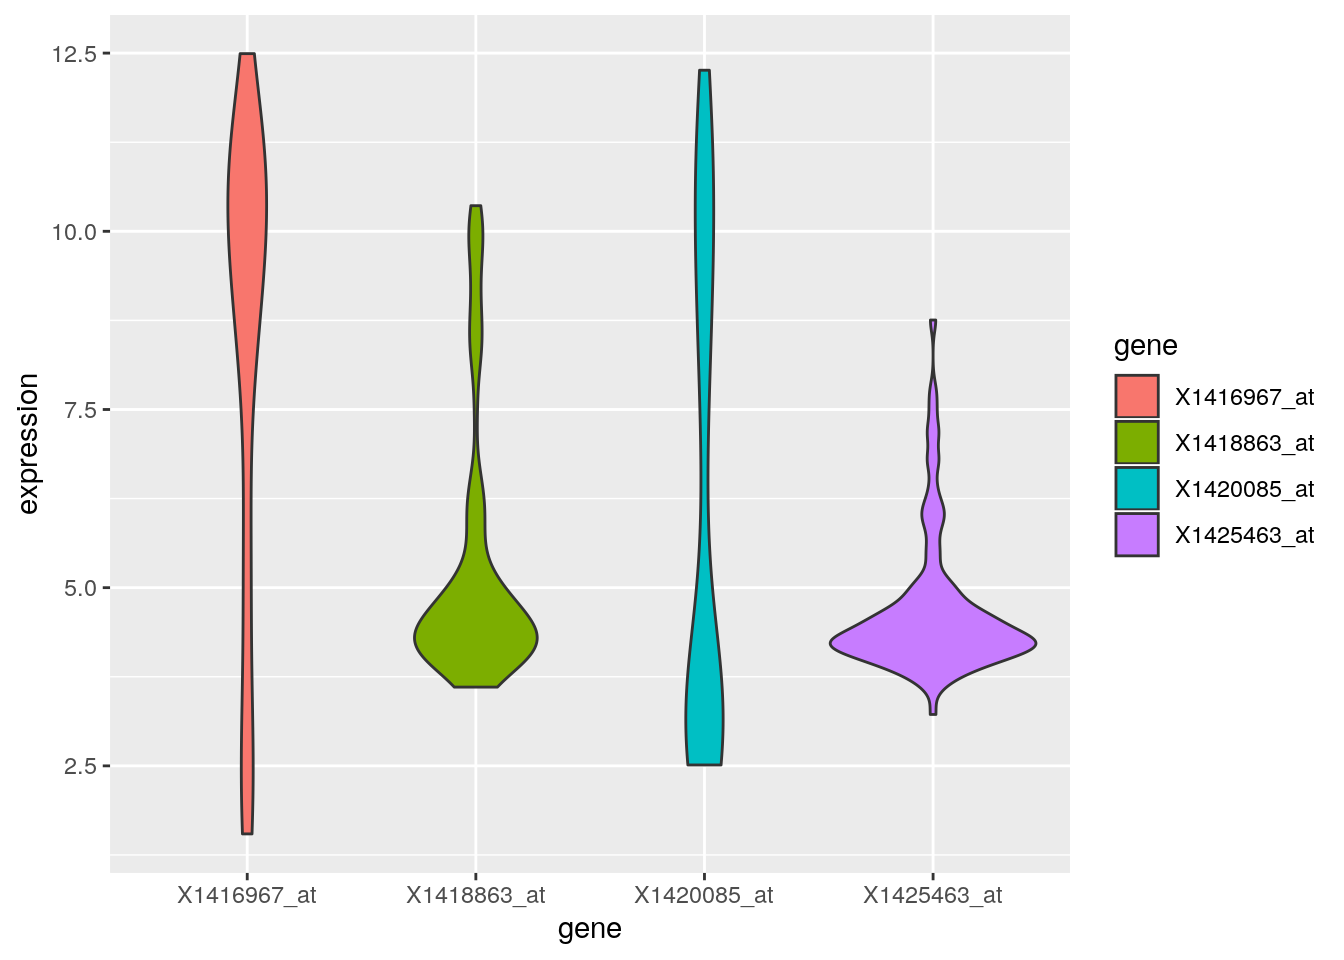 12.5
10.0
7.5
5.0
2.5
expression
X1416967_at X1418863_at X1420085_at X1425463_at
gene
gene
X1416967_at
X1418863_at
X1420085_at
X1425463_at